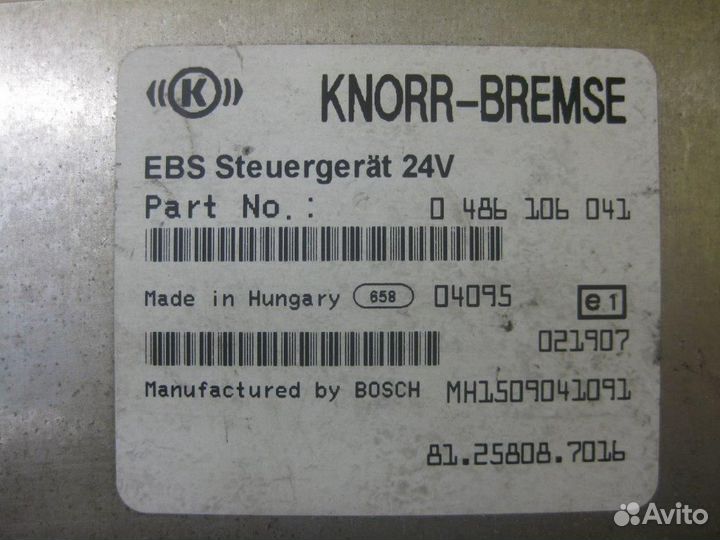 ((K)) KNORR-BREMSE
EBS Steuergerät 24V
Part No.: 0 486 106 041
Made in Hungary 658 04095 e1
021907
Manufactured by BOSCH MH1509041091
81.25808.7016
Avito